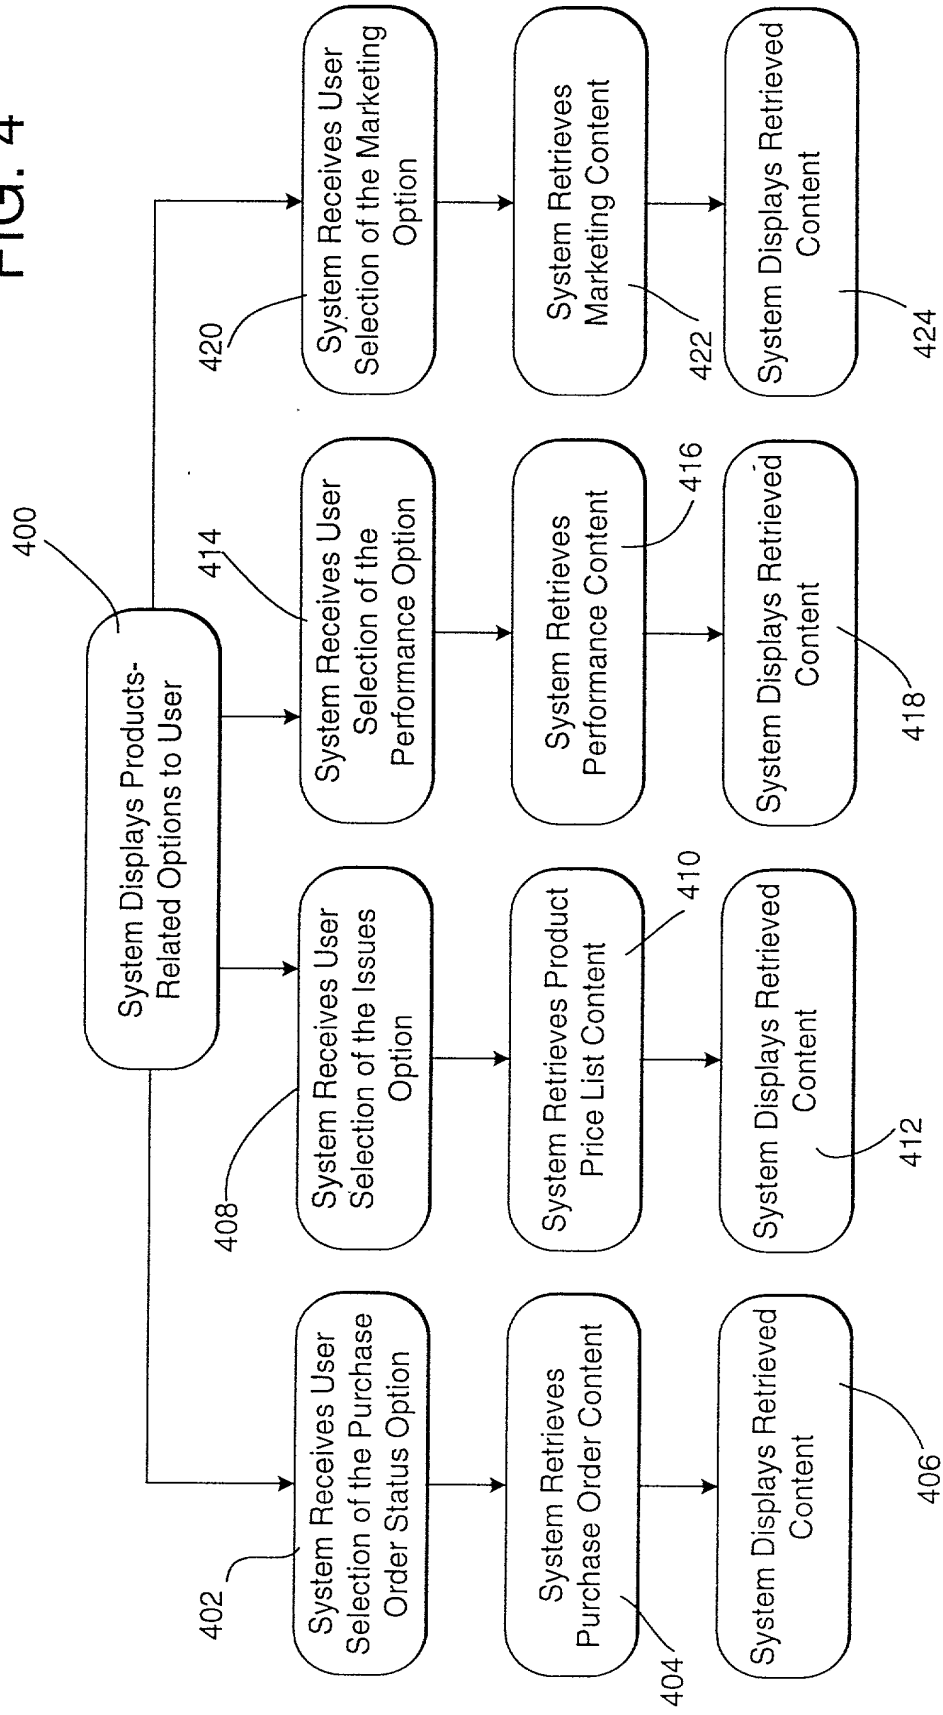 FIG. 4
400
System Displays Products-
Related Options to User
402
System Receives User
Selection of the Purchase
Order Status Option
404
System Retrieves
Purchase Order Content
System Displays Retrieved
Content
406
408
System Receives User
Selection of the Issues
Option
System Retrieves Product
Price List Content
410
System Displays Retrieved
Content
412
414
System Receives User
Selection of the
Performance Option
System Retrieves
Performance Content
416
System Displays Retrieved
Content
418
420
System Receives User
Selection of the Marketing
Option
System Retrieves
Marketing Content
422
System Displays Retrieved
Content
424